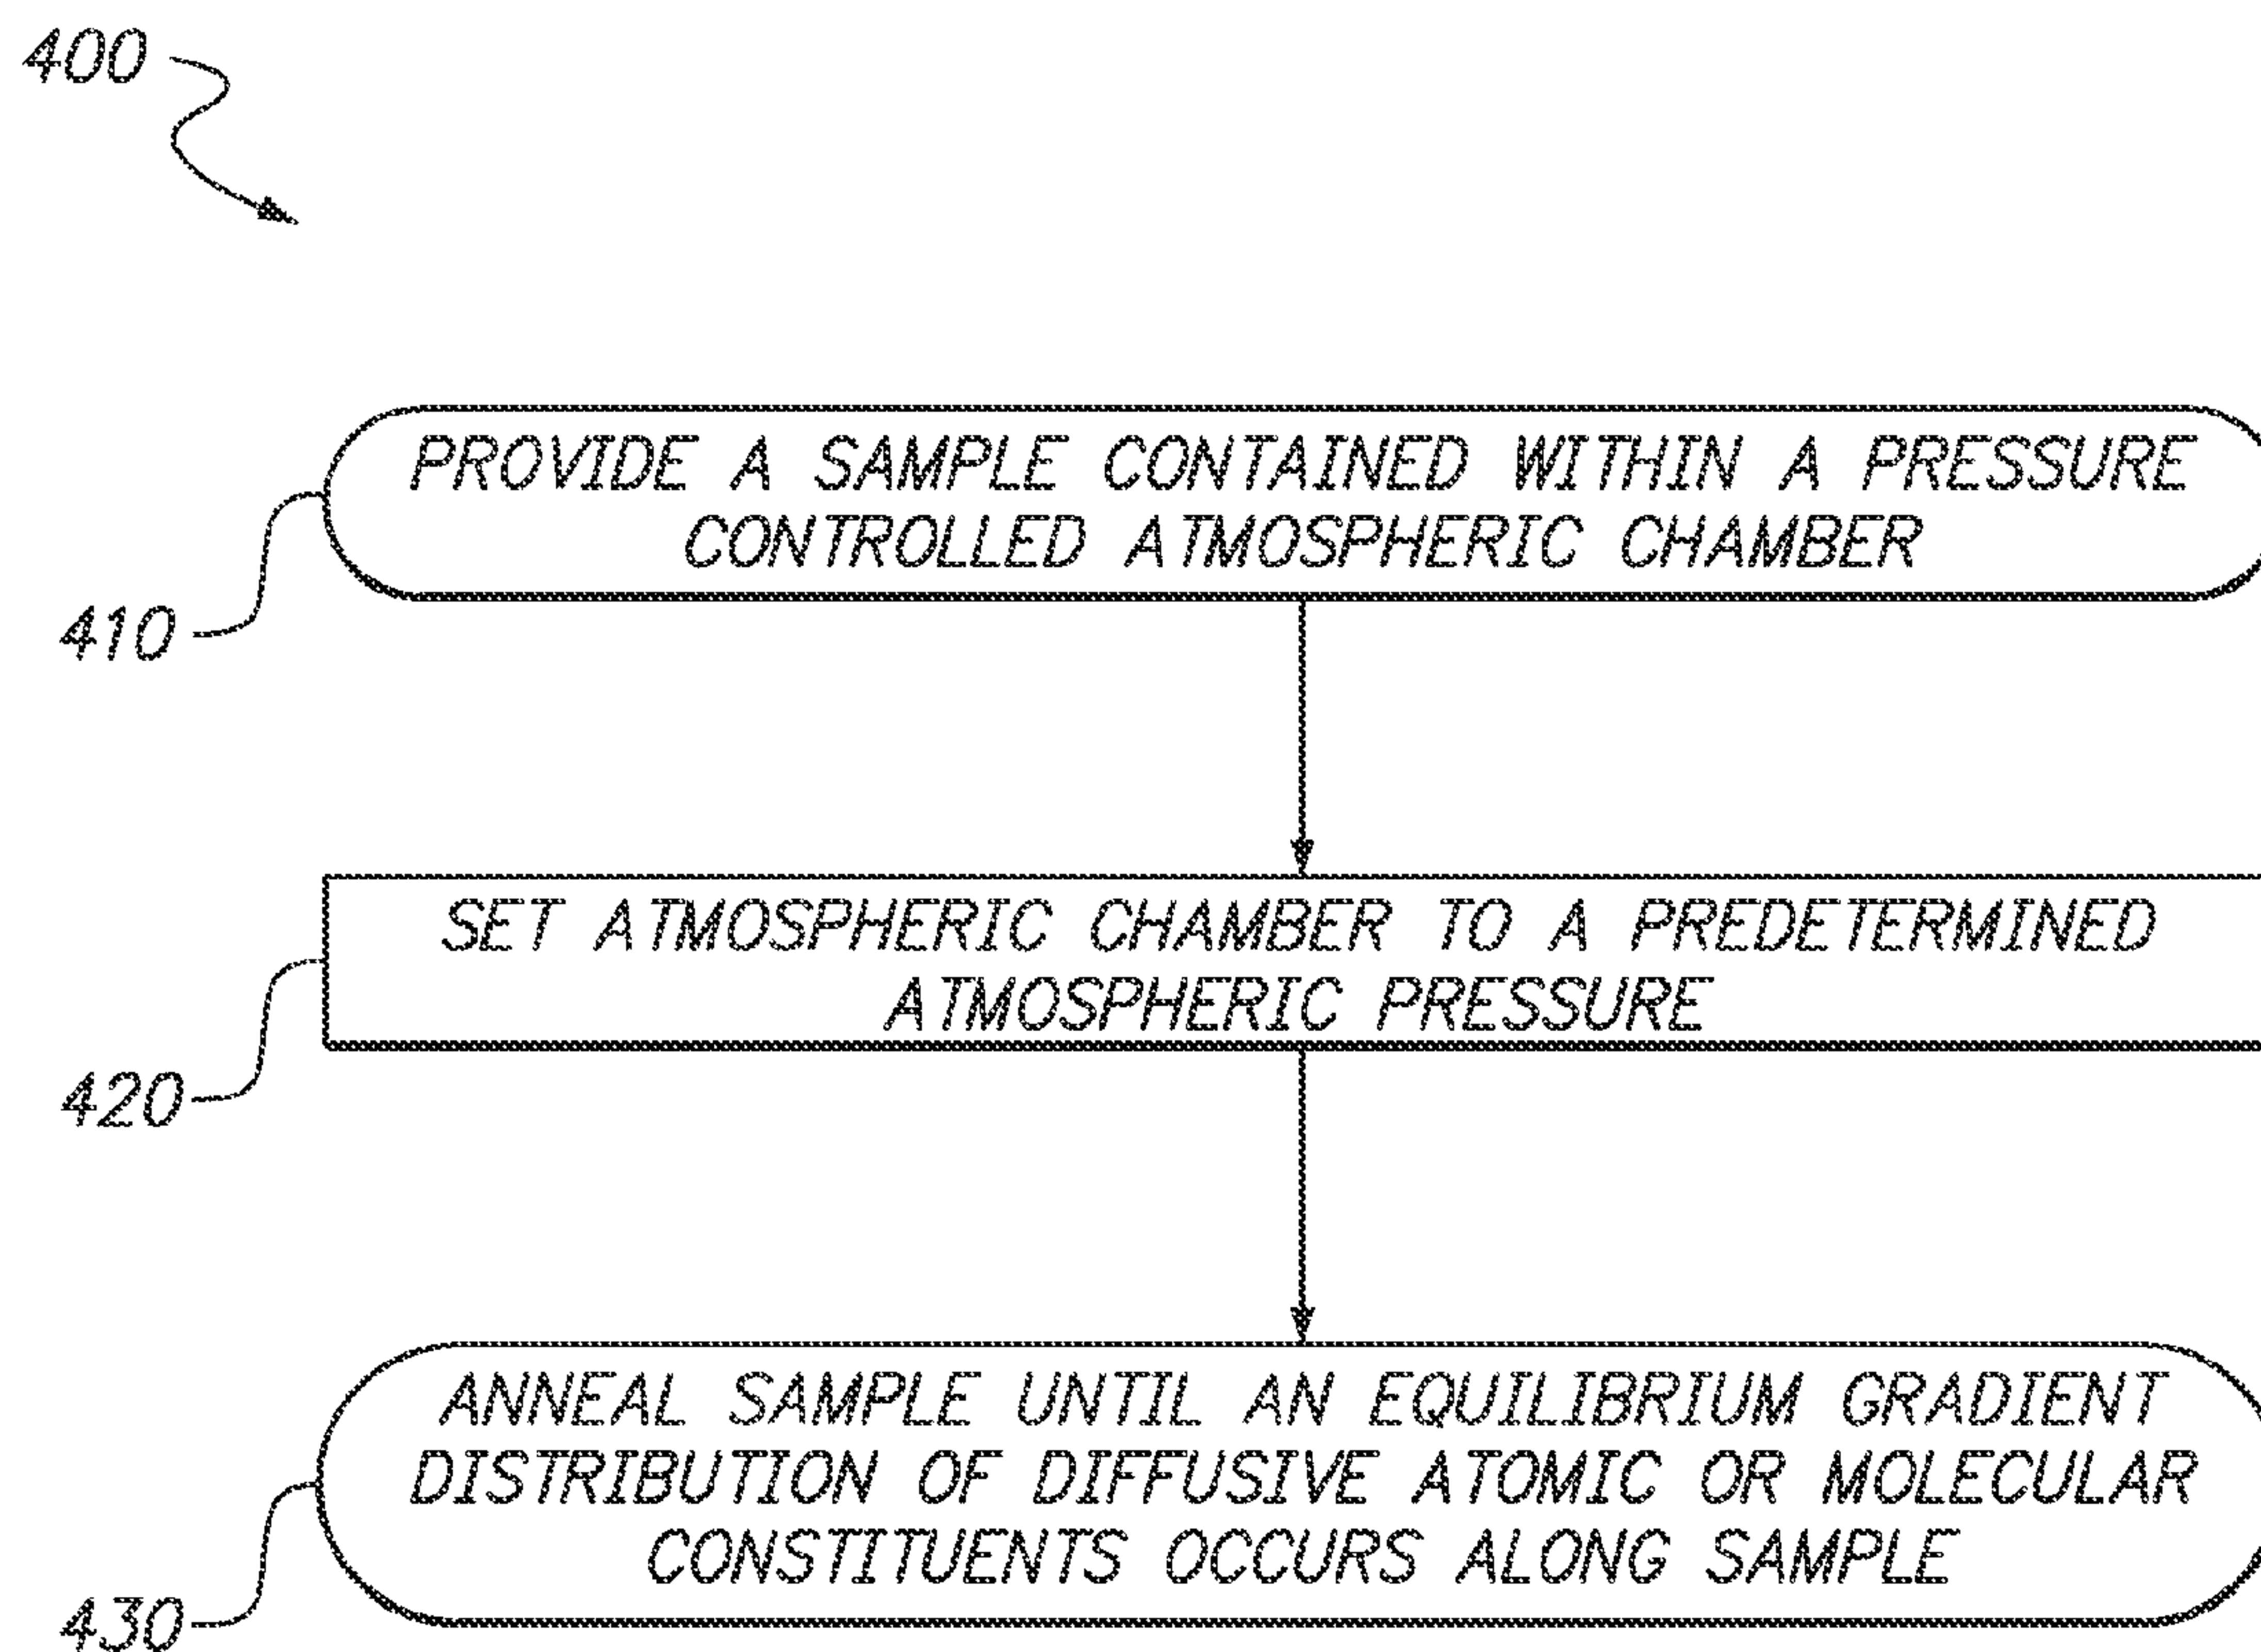 400
PROVIDE A SAMPLE CONTAINED WITHIN A PRESSURE
CONTROLLED ATMOSPHERIC CHAMBER
410
SET ATMOSPHERIC CHAMBER TO A PREDETERMINED
ATMOSPHERIC PRESSURE
420
ANNEAL SAMPLE UNTIL AN EQUILIBRIUM GRADIENT
DISTRIBUTION OF DIFFUSIVE ATOMIC OR MOLECULAR
CONSTITUENTS OCCURS ALONG SAMPLE
430